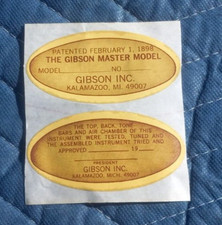 PATENTED FEBRUARY 1, 1898
THE GIBSON MASTER MODEL
MODEL NO
GIBSON INC.
KALAMAZOO, MI. 49007
THE TOP, BACK, TONE
BARS AND AIR CHAMBER OF THIS
INSTRUMENT WERE TESTED, TUNED AND
THE ASSEMBLED INSTRUMENT TRIED AND
APPROVED 19
PRESIDENT
GIBSON INC.
KALAMAZOO, MICH. 49007